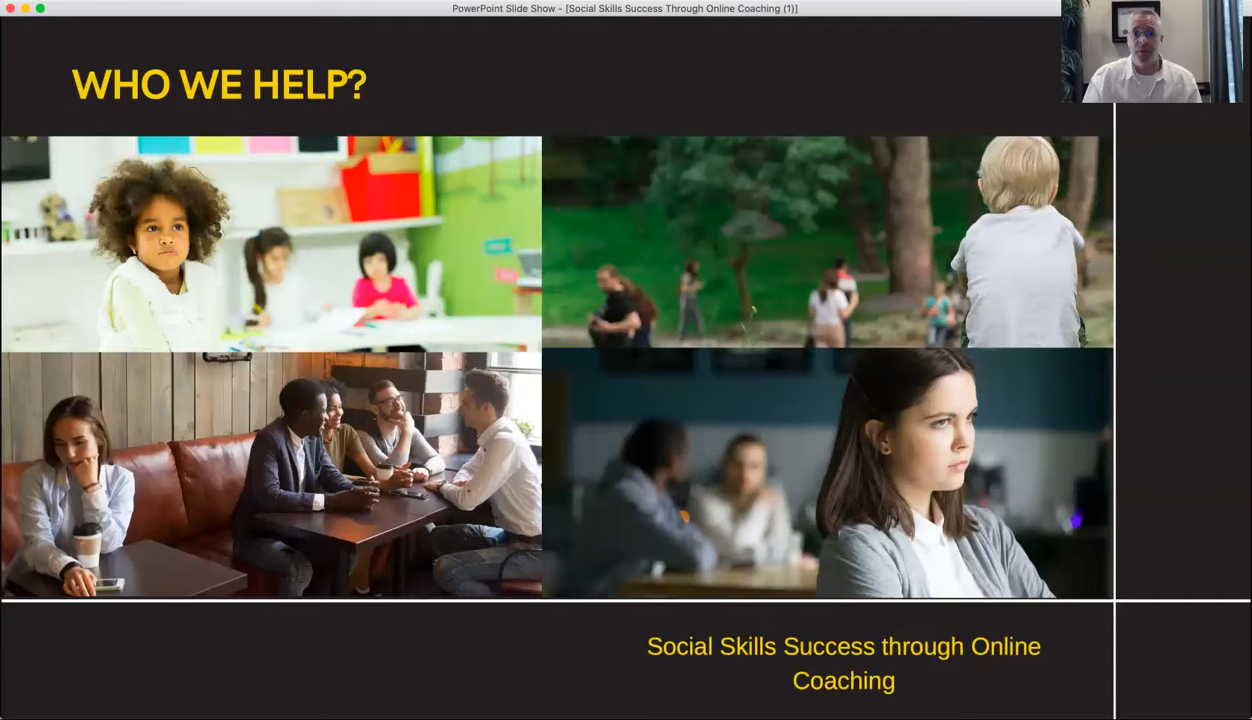 PowerPoint Slide Show - [Social Skills Success Through Online Coaching (1)]
WHO WE HELP?
Social Skills Success through Online
Coaching